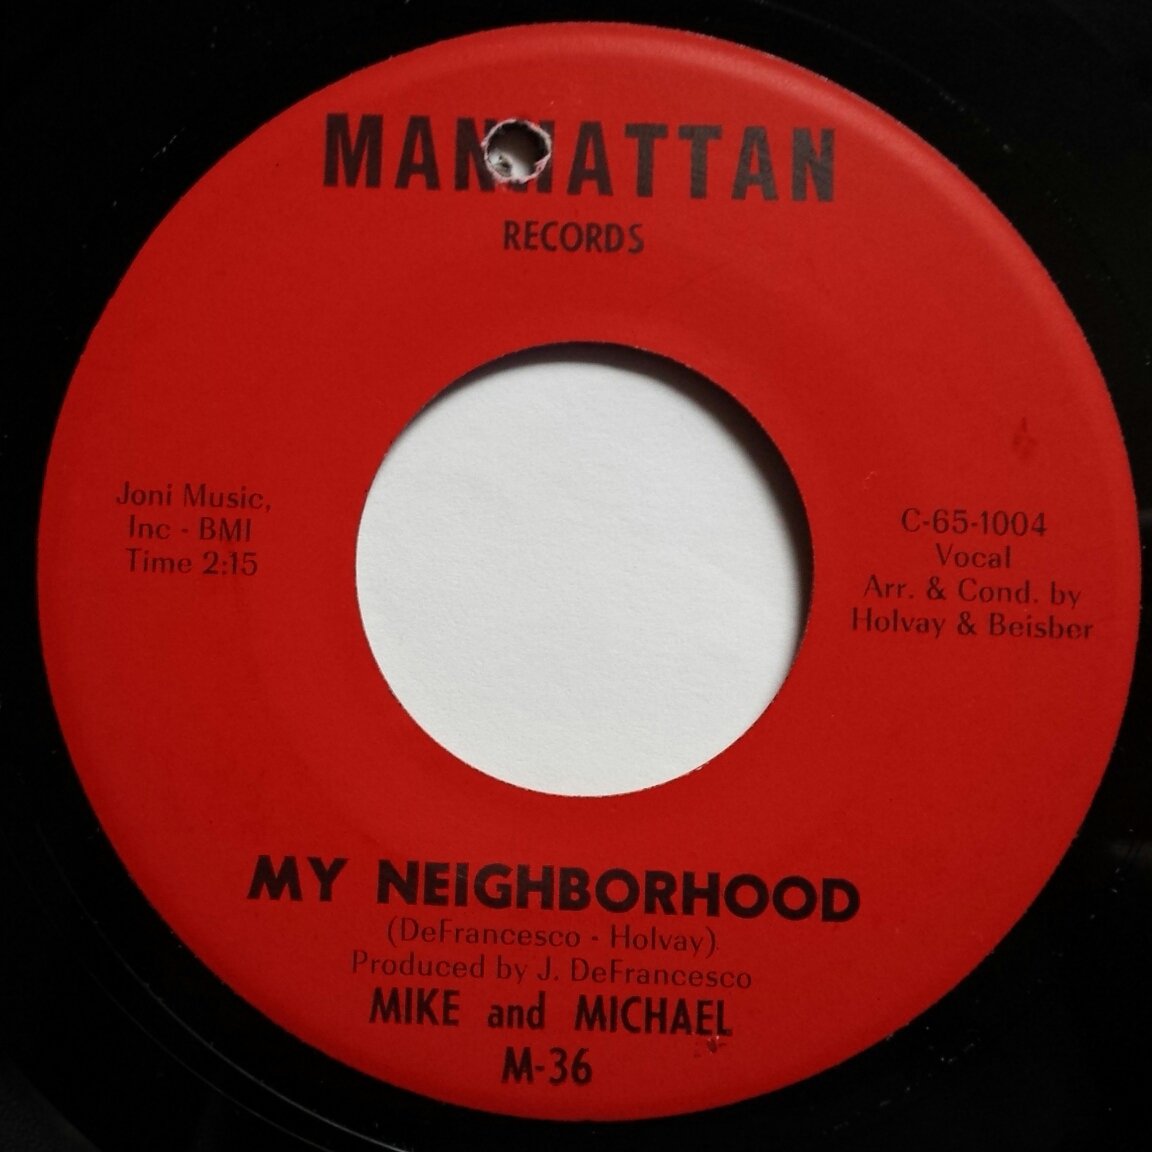 MANHATTAN
RECORDS
Joni Music,
Inc - BMI
Time 2:15
C-65-1004
Vocal
Arr. & Cond. by
Holvay & Beisber
MY NEIGHBORHOOD
(DeFrancesco - Holvay)
Produced by J. DeFrancesco
MIKE and MICHAEL
M-36